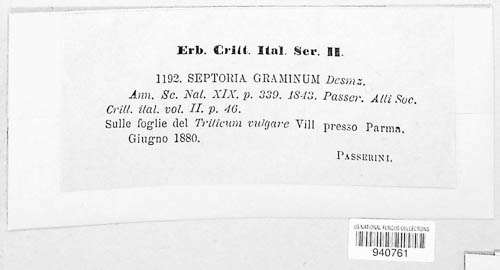 Erb. Critt. Ital. Ser. II.
1192. SEPTORIA GRAMINUM Desmz.
Ann. Sc. Nat. XIX. p. 339. 1843. Passer. Atti Soc.
Critt. ital. vol. II. p. 46.
Sulle foglie del Triticum vulgare Vill presso Parma.
Giugno 1880.
PASSERINI.
US NATIONAL FUNGUS COLLECTIONS
940761